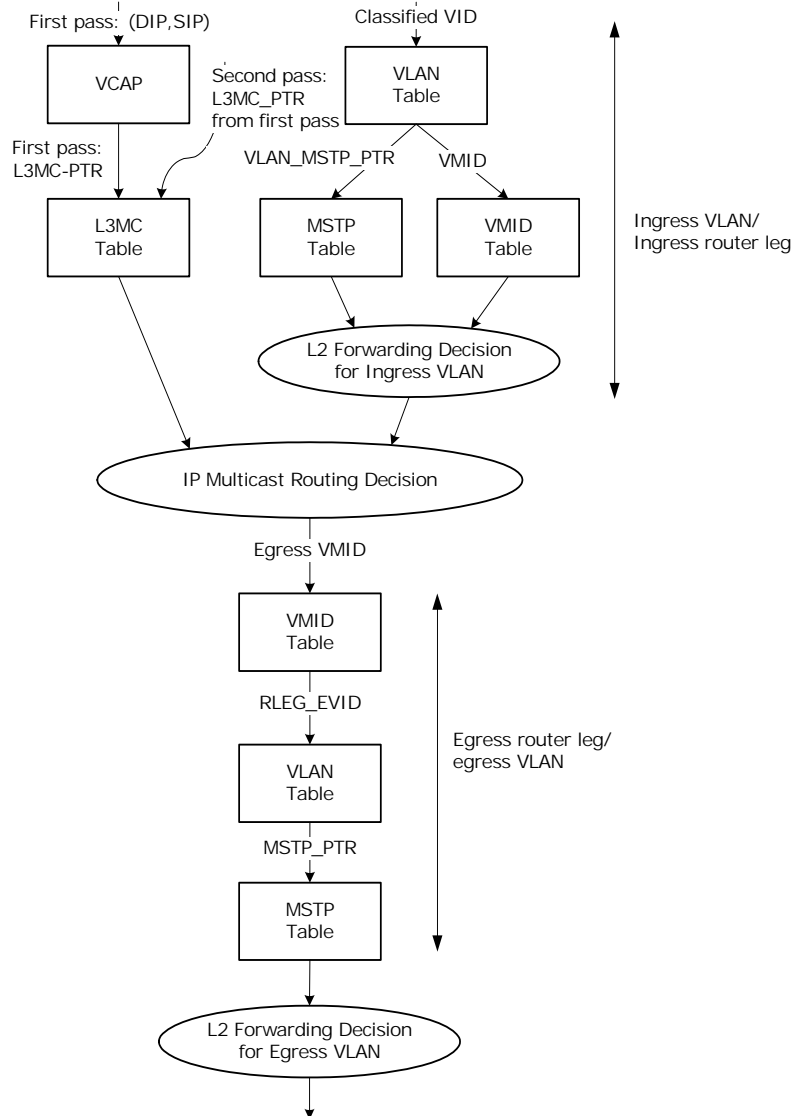 First pass: (DIP,SIP)
Classified VID
VCAP
Second pass:
L3MC_PTR
from first pass
VLAN
Table
First pass:
L3MC-PTR
VLAN_MSTP_PTR
VMID
L3MC
Table
MSTP
Table
VMID
Table
Ingress VLAN/
Ingress router leg
L2 Forwarding Decision
for Ingress VLAN
IP Multicast Routing Decision
Egress VMID
VMID
Table
RLEG_EVID
Egress router leg/
egress VLAN
VLAN
Table
MSTP_PTR
MSTP
Table
L2 Forwarding Decision
for Egress VLAN